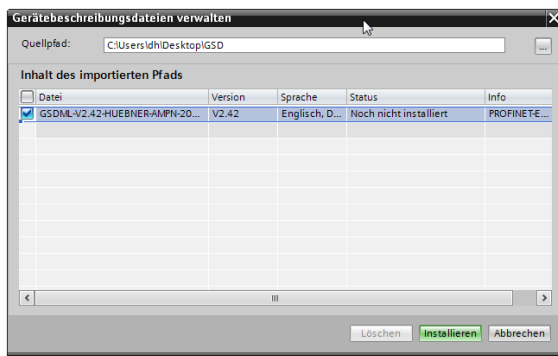 Gerätebeschreibungsdateien verwalten
Quellpfad: C:\Users\dh\Desktop\GSD ...
Inhalt des importierten Pfads
Datei Version Sprache Status Info
GSDML-V2.42-HUEBNER-AMPN-20... V2.42 Englisch, D... Noch nicht installiert PROFINET-E...
Löschen Installieren Abbrechen